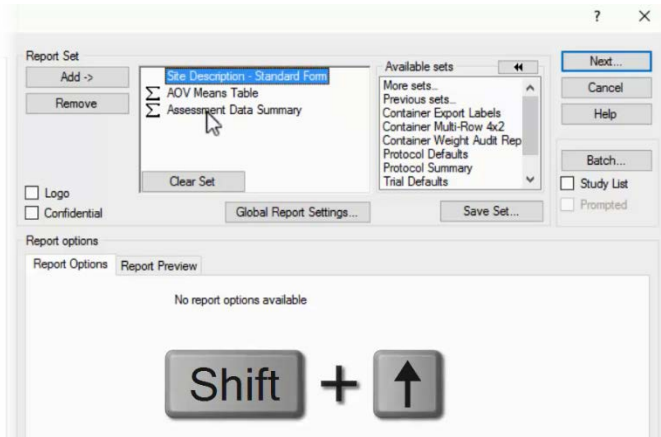 ?
Report Set
Add ->
Remove
Site Description - Standard Form
Σ AOV Means Table
Σ Assessment Data Summary
Clear Set
Logo
Confidential
Global Report Settings...
Available sets
More sets...
Previous sets...
Container Export Labels
Container Multi-Row 4x2
Container Weight Audit Rep
Protocol Defaults
Protocol Summary
Trial Defaults
Save Set...
Next...
Cancel
Help
Batch...
Study List
Prompted
Report options
Report Options Report Preview
No report options available
Shift + ↑